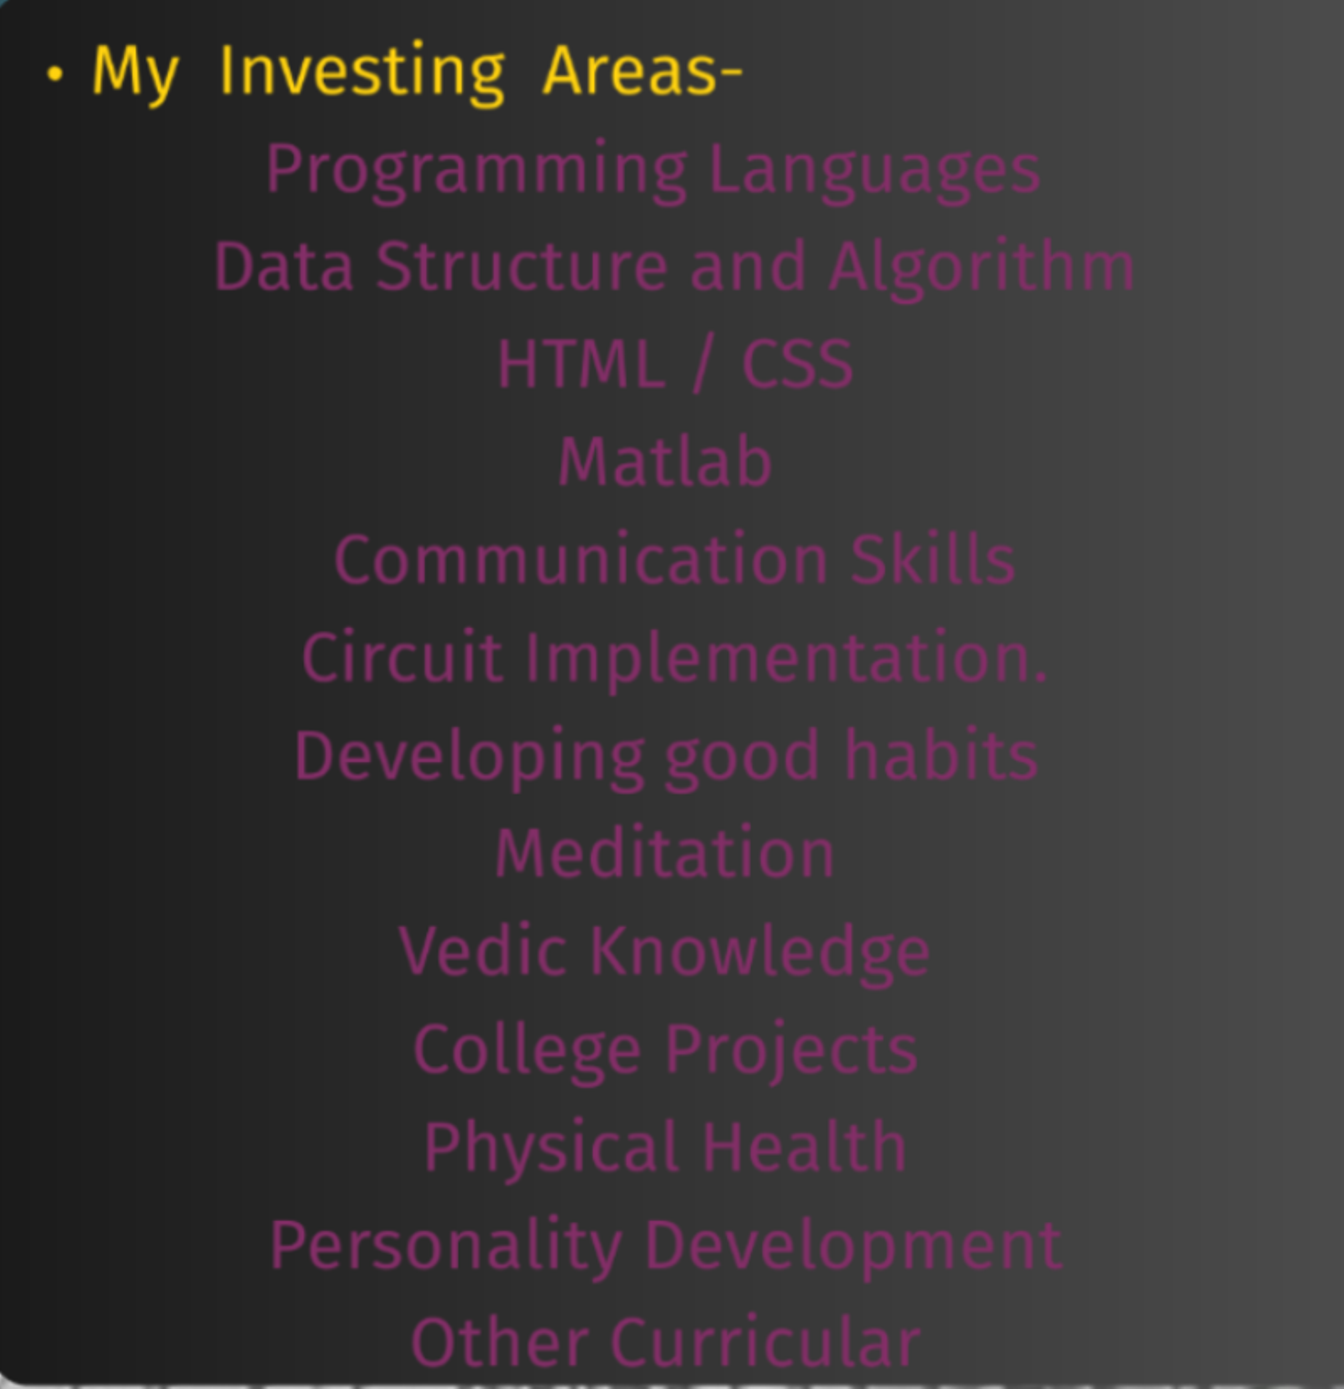 • My Investing Areas-
Programming Languages
Data Structure and Algorithm
HTML / CSS
Matlab
Communication Skills
Circuit Implementation.
Developing good habits
Meditation
Vedic Knowledge
College Projects
Physical Health
Personality Development
Other Curricular